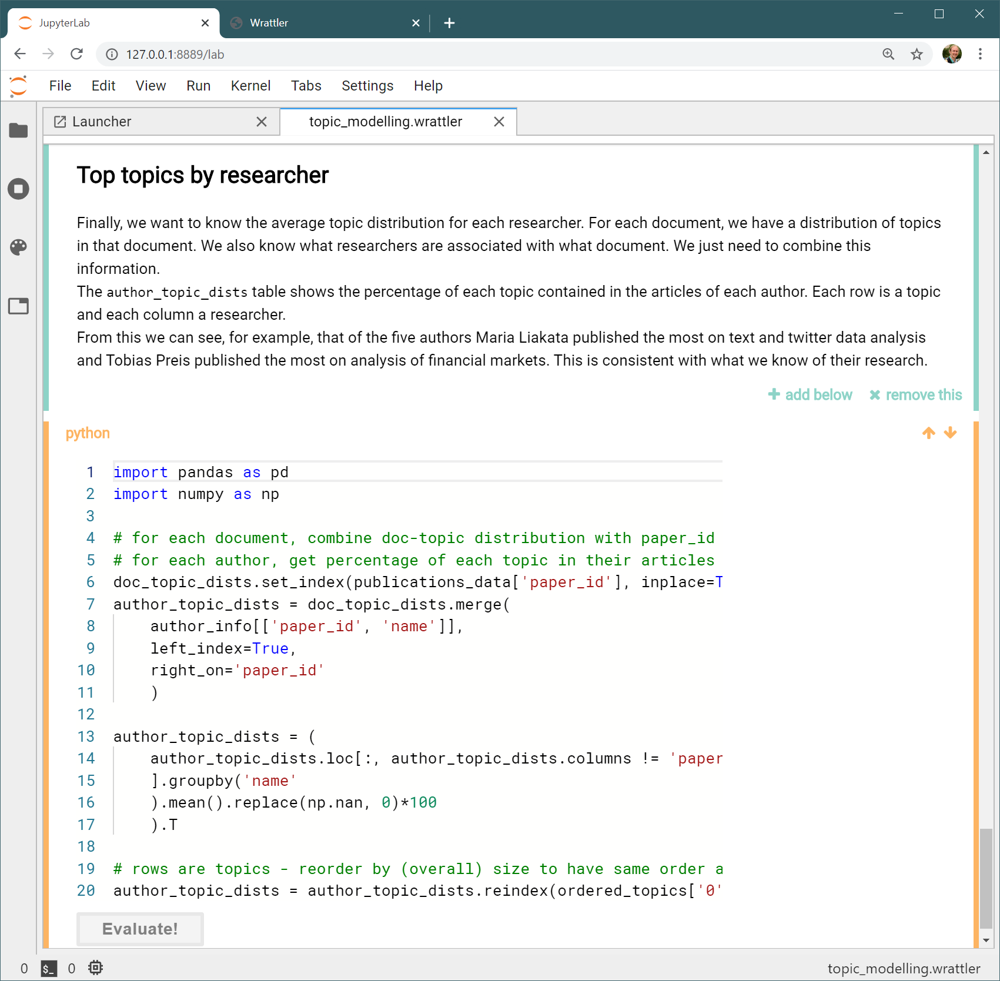 JupyterLab
Wrattler
127.0.0.1:8889/lab
File Edit View Run Kernel Tabs Settings Help
Launcher
topic_modelling.wrattler
Top topics by researcher
Finally, we want to know the average topic distribution for each researcher. For each document, we have a distribution of topics
in that document. We also know what researchers are associated with what document. We just need to combine this
information.
The author_topic_dists table shows the percentage of each topic contained in the articles of each author. Each row is a topic
and each column a researcher.
From this we can see, for example, that of the five authors Maria Liakata published the most on text and twitter data analysis
and Tobias Preis published the most on analysis of financial markets. This is consistent with what we know of their research.
add below remove this
python
1 import pandas as pd
2 import numpy as np
3
4 # for each document, combine doc-topic distribution with paper_id
5 # for each author, get percentage of each topic in their articles
6 doc_topic_dists.set_index(publications_data['paper_id'], inplace=T
7 author_topic_dists = doc_topic_dists.merge(
8     author_info[['paper_id', 'name']],
9     left_index=True,
10     right_on='paper_id'
11     )
12
13 author_topic_dists = (
14     author_topic_dists.loc[:, author_topic_dists.columns != 'paper
15     ].groupby('name'
16     ).mean().replace(np.nan, 0)*100
17     ).T
18
19 # rows are topics - reorder by (overall) size to have same order a
20 author_topic_dists = author_topic_dists.reindex(ordered_topics['0'
Evaluate!
0 $_ 0
topic_modelling.wrattler